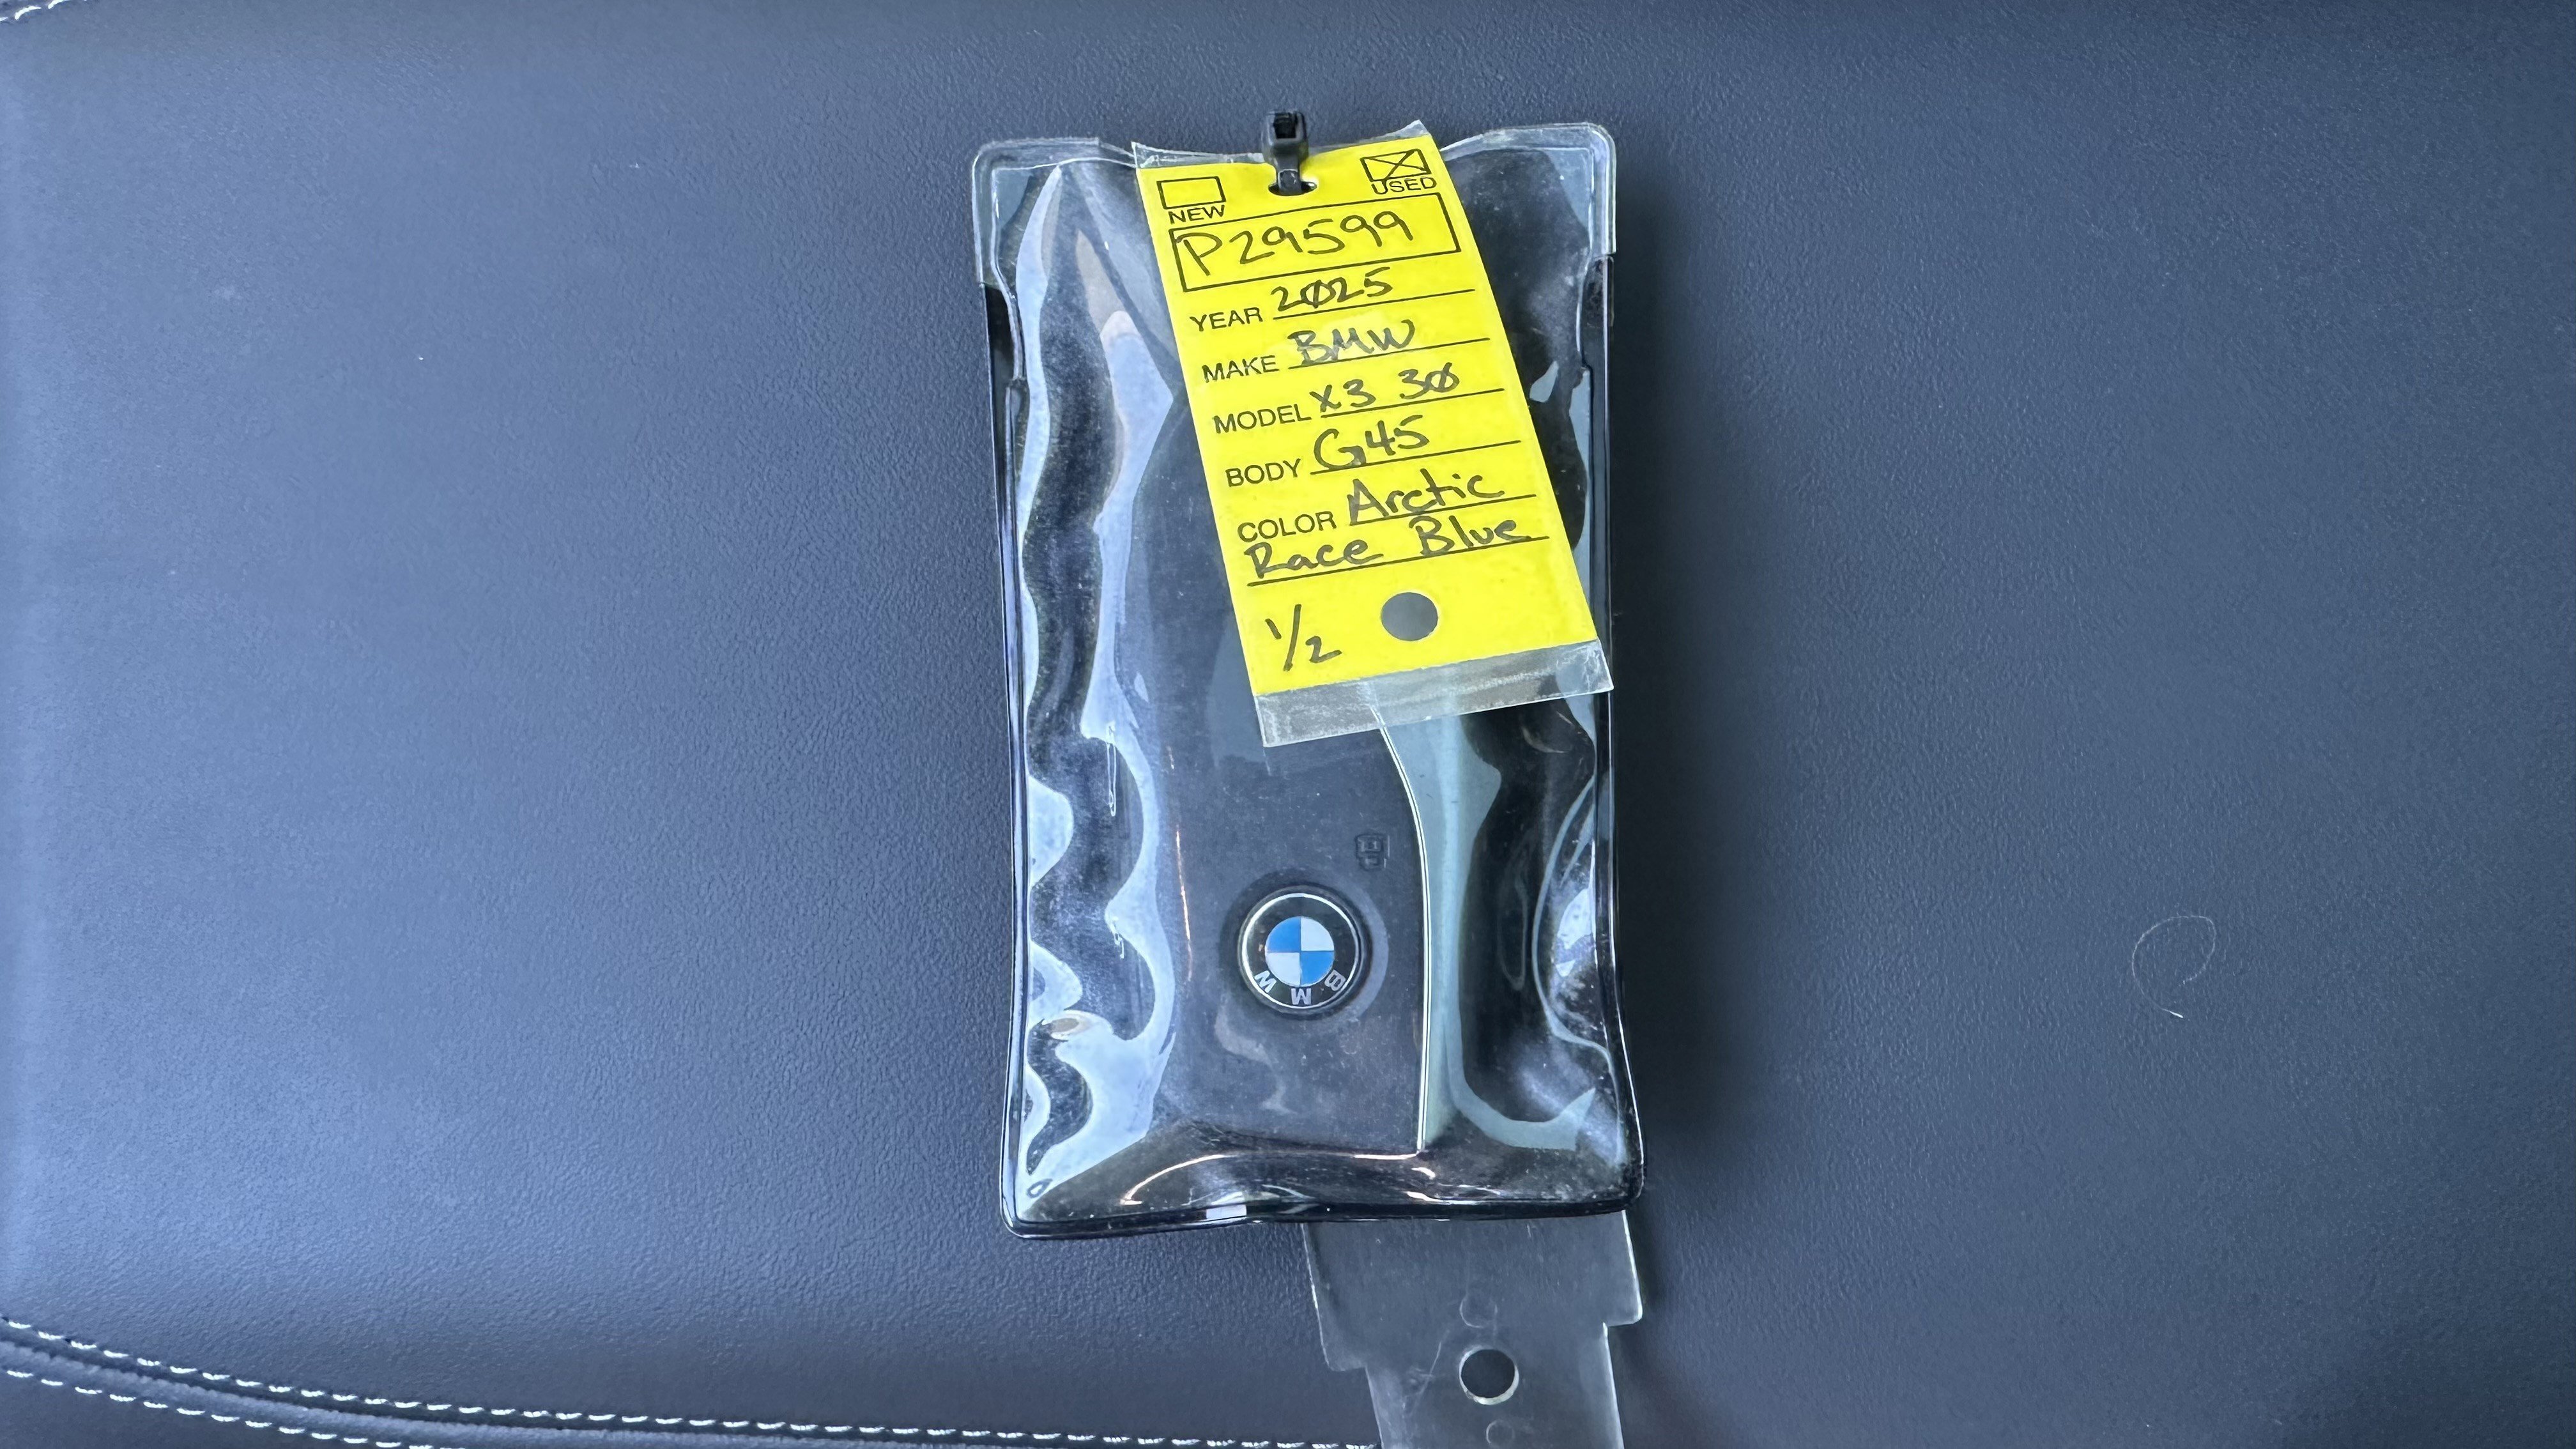 NEW USED
P29599
YEAR 2025
MAKE BMW
MODEL X3 30
BODY G45
COLOR Arctic
Race Blue
1/2
BMW